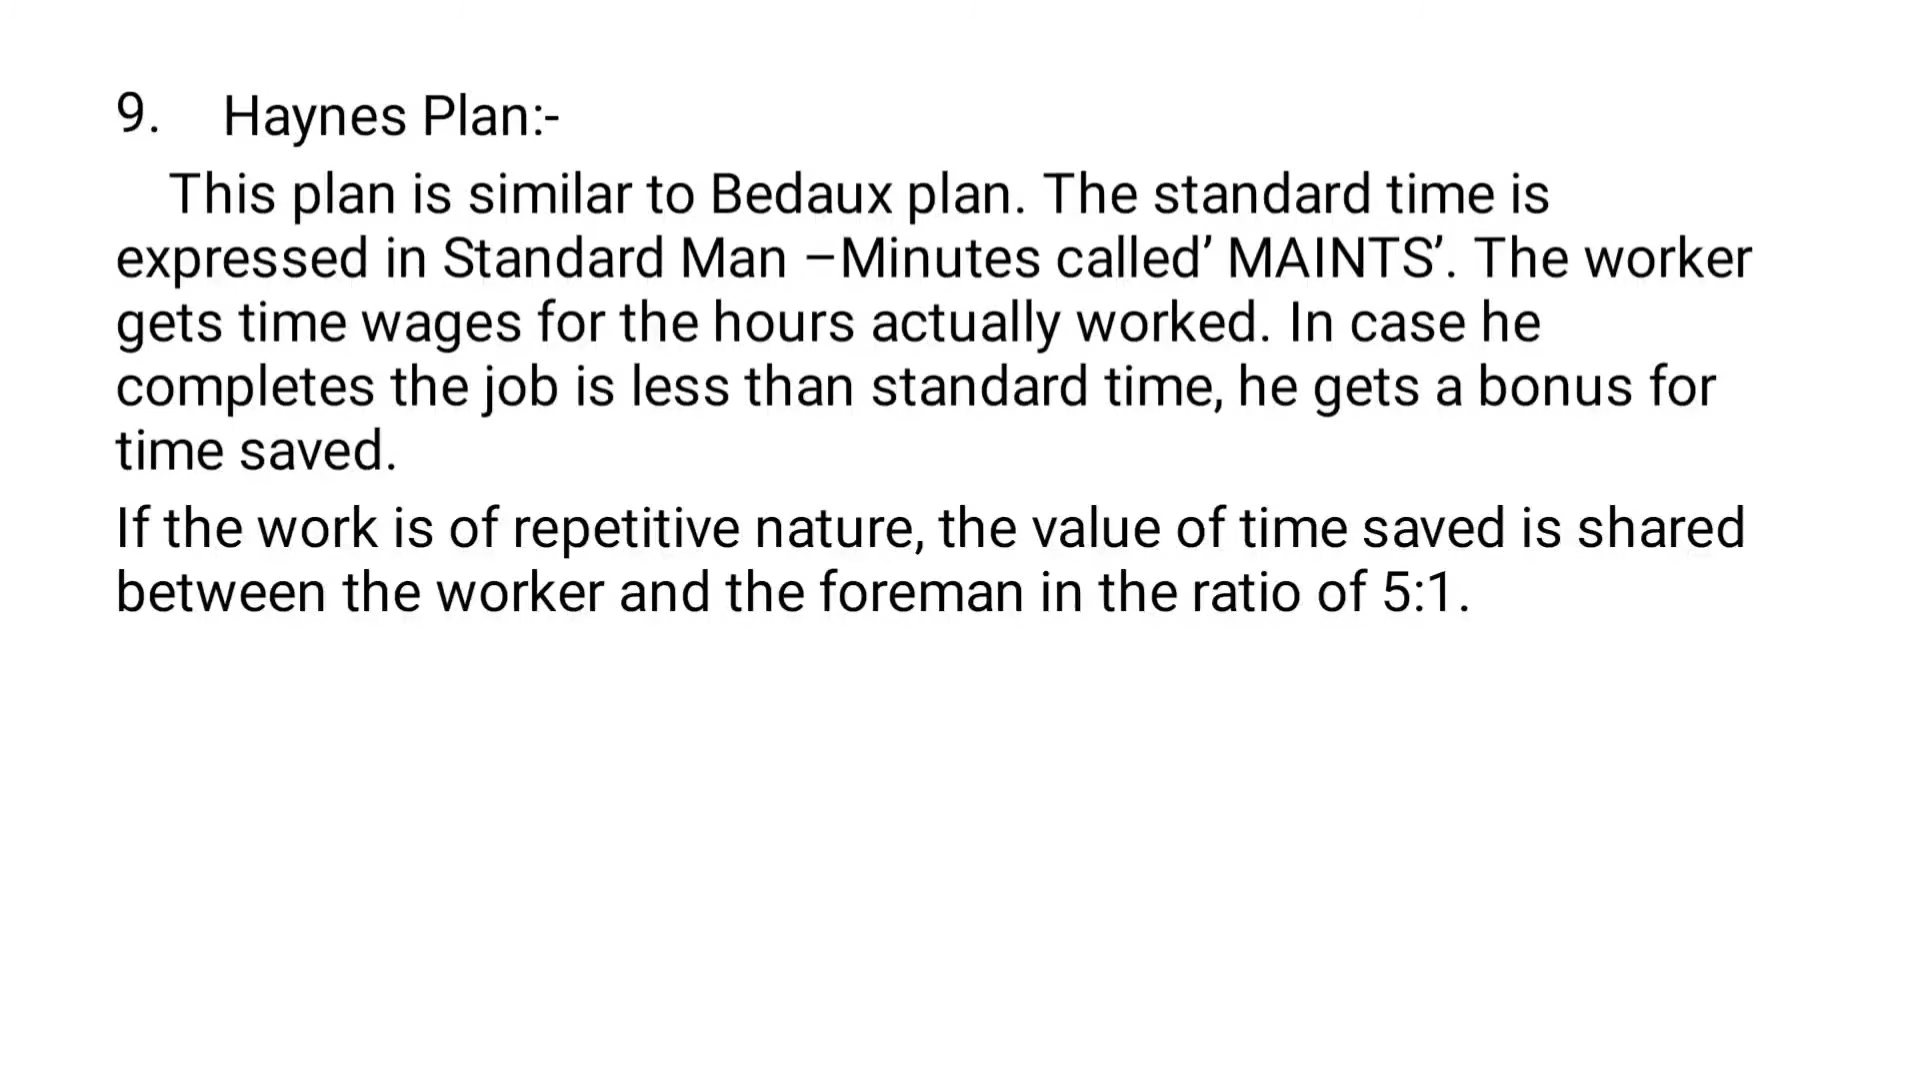 9. Haynes Plan:-
This plan is similar to Bedaux plan. The standard time is
expressed in Standard Man –Minutes called’ MAINTS’. The worker
gets time wages for the hours actually worked. In case he
completes the job is less than standard time, he gets a bonus for
time saved.
If the work is of repetitive nature, the value of time saved is shared
between the worker and the foreman in the ratio of 5:1.